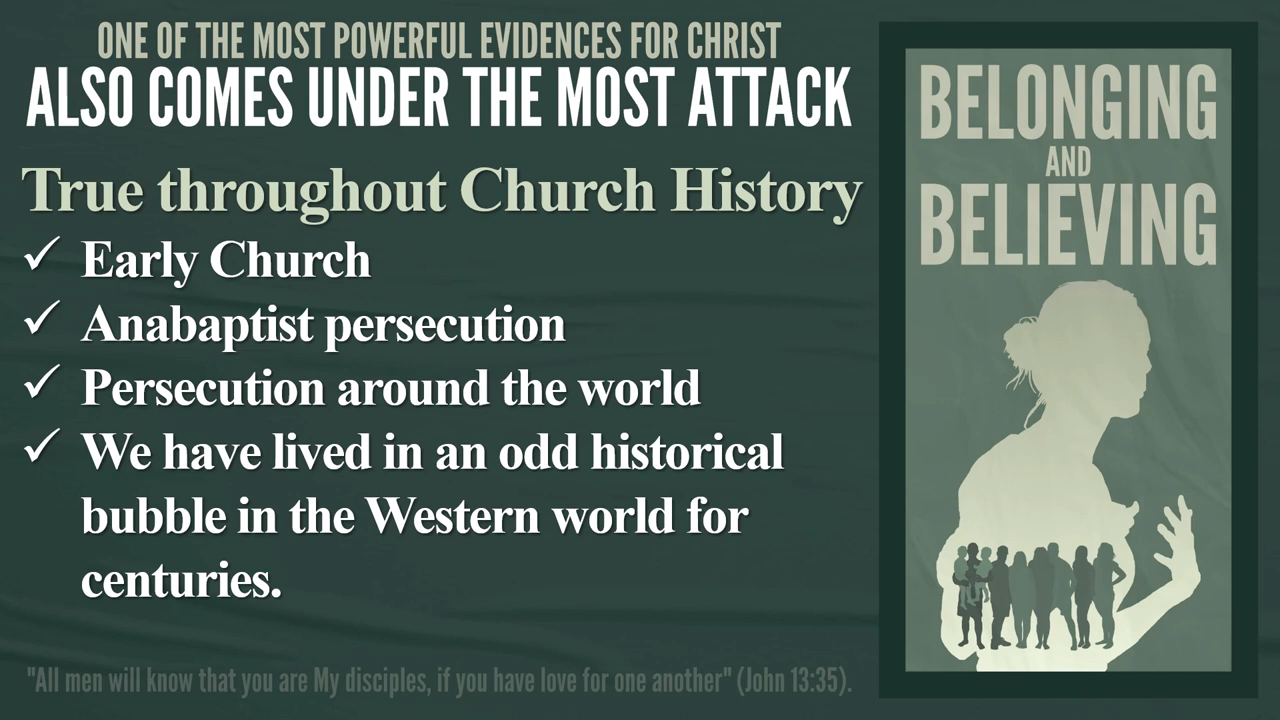 ONE OF THE MOST POWERFUL EVIDENCES FOR CHRIST
ALSO COMES UNDER THE MOST ATTACK
True throughout Church History
✓ Early Church
✓ Anabaptist persecution
✓ Persecution around the world
✓ We have lived in an odd historical
bubble in the Western world for
centuries.
"All men will know that you are My disciples, if you have love for one another" (John 13:35).
BELONGING
AND
BELIEVING